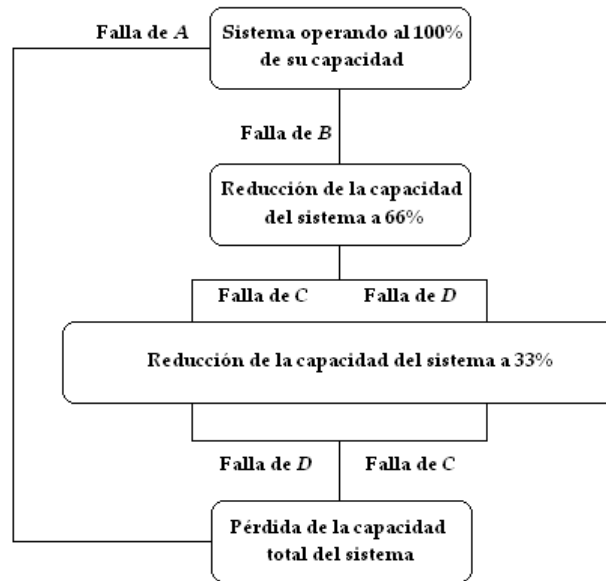 Falla de A
Sistema operando al 100%
de su capacidad
Falla de B
Reducción de la capacidad
del sistema a 66%
Falla de C
Falla de D
Reducción de la capacidad del sistema a 33%
Falla de D
Falla de C
Pérdida de la capacidad
total del sistema